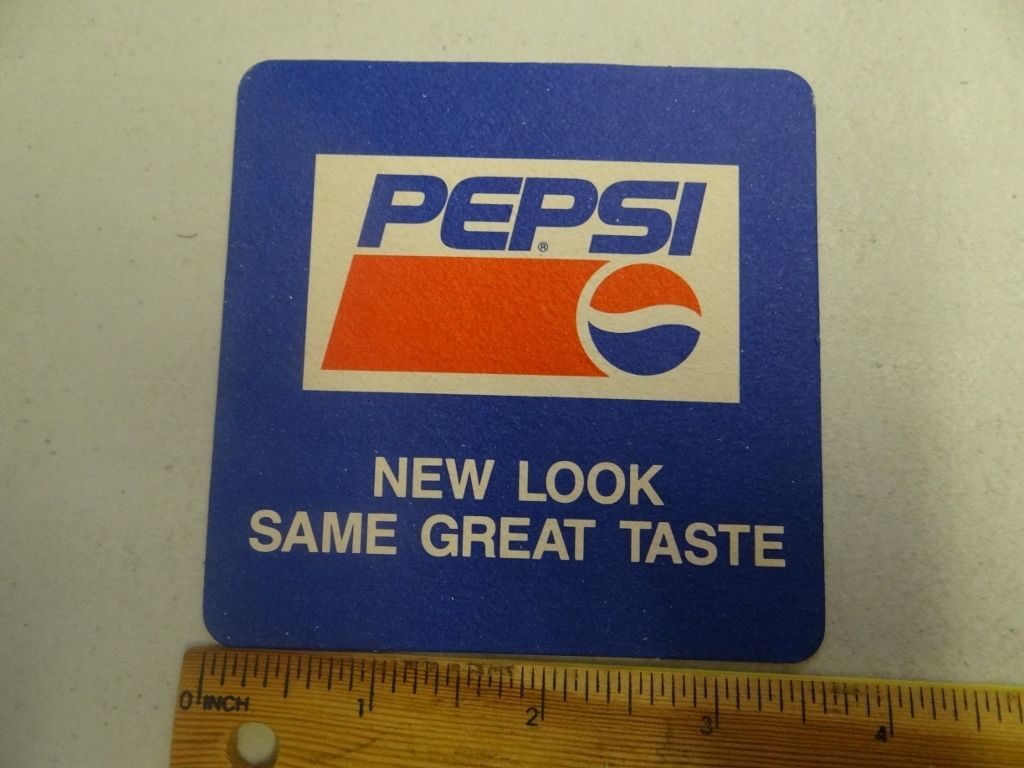 PEPSI
®
NEW LOOK
SAME GREAT TASTE
0 INCH 1 2 3 4